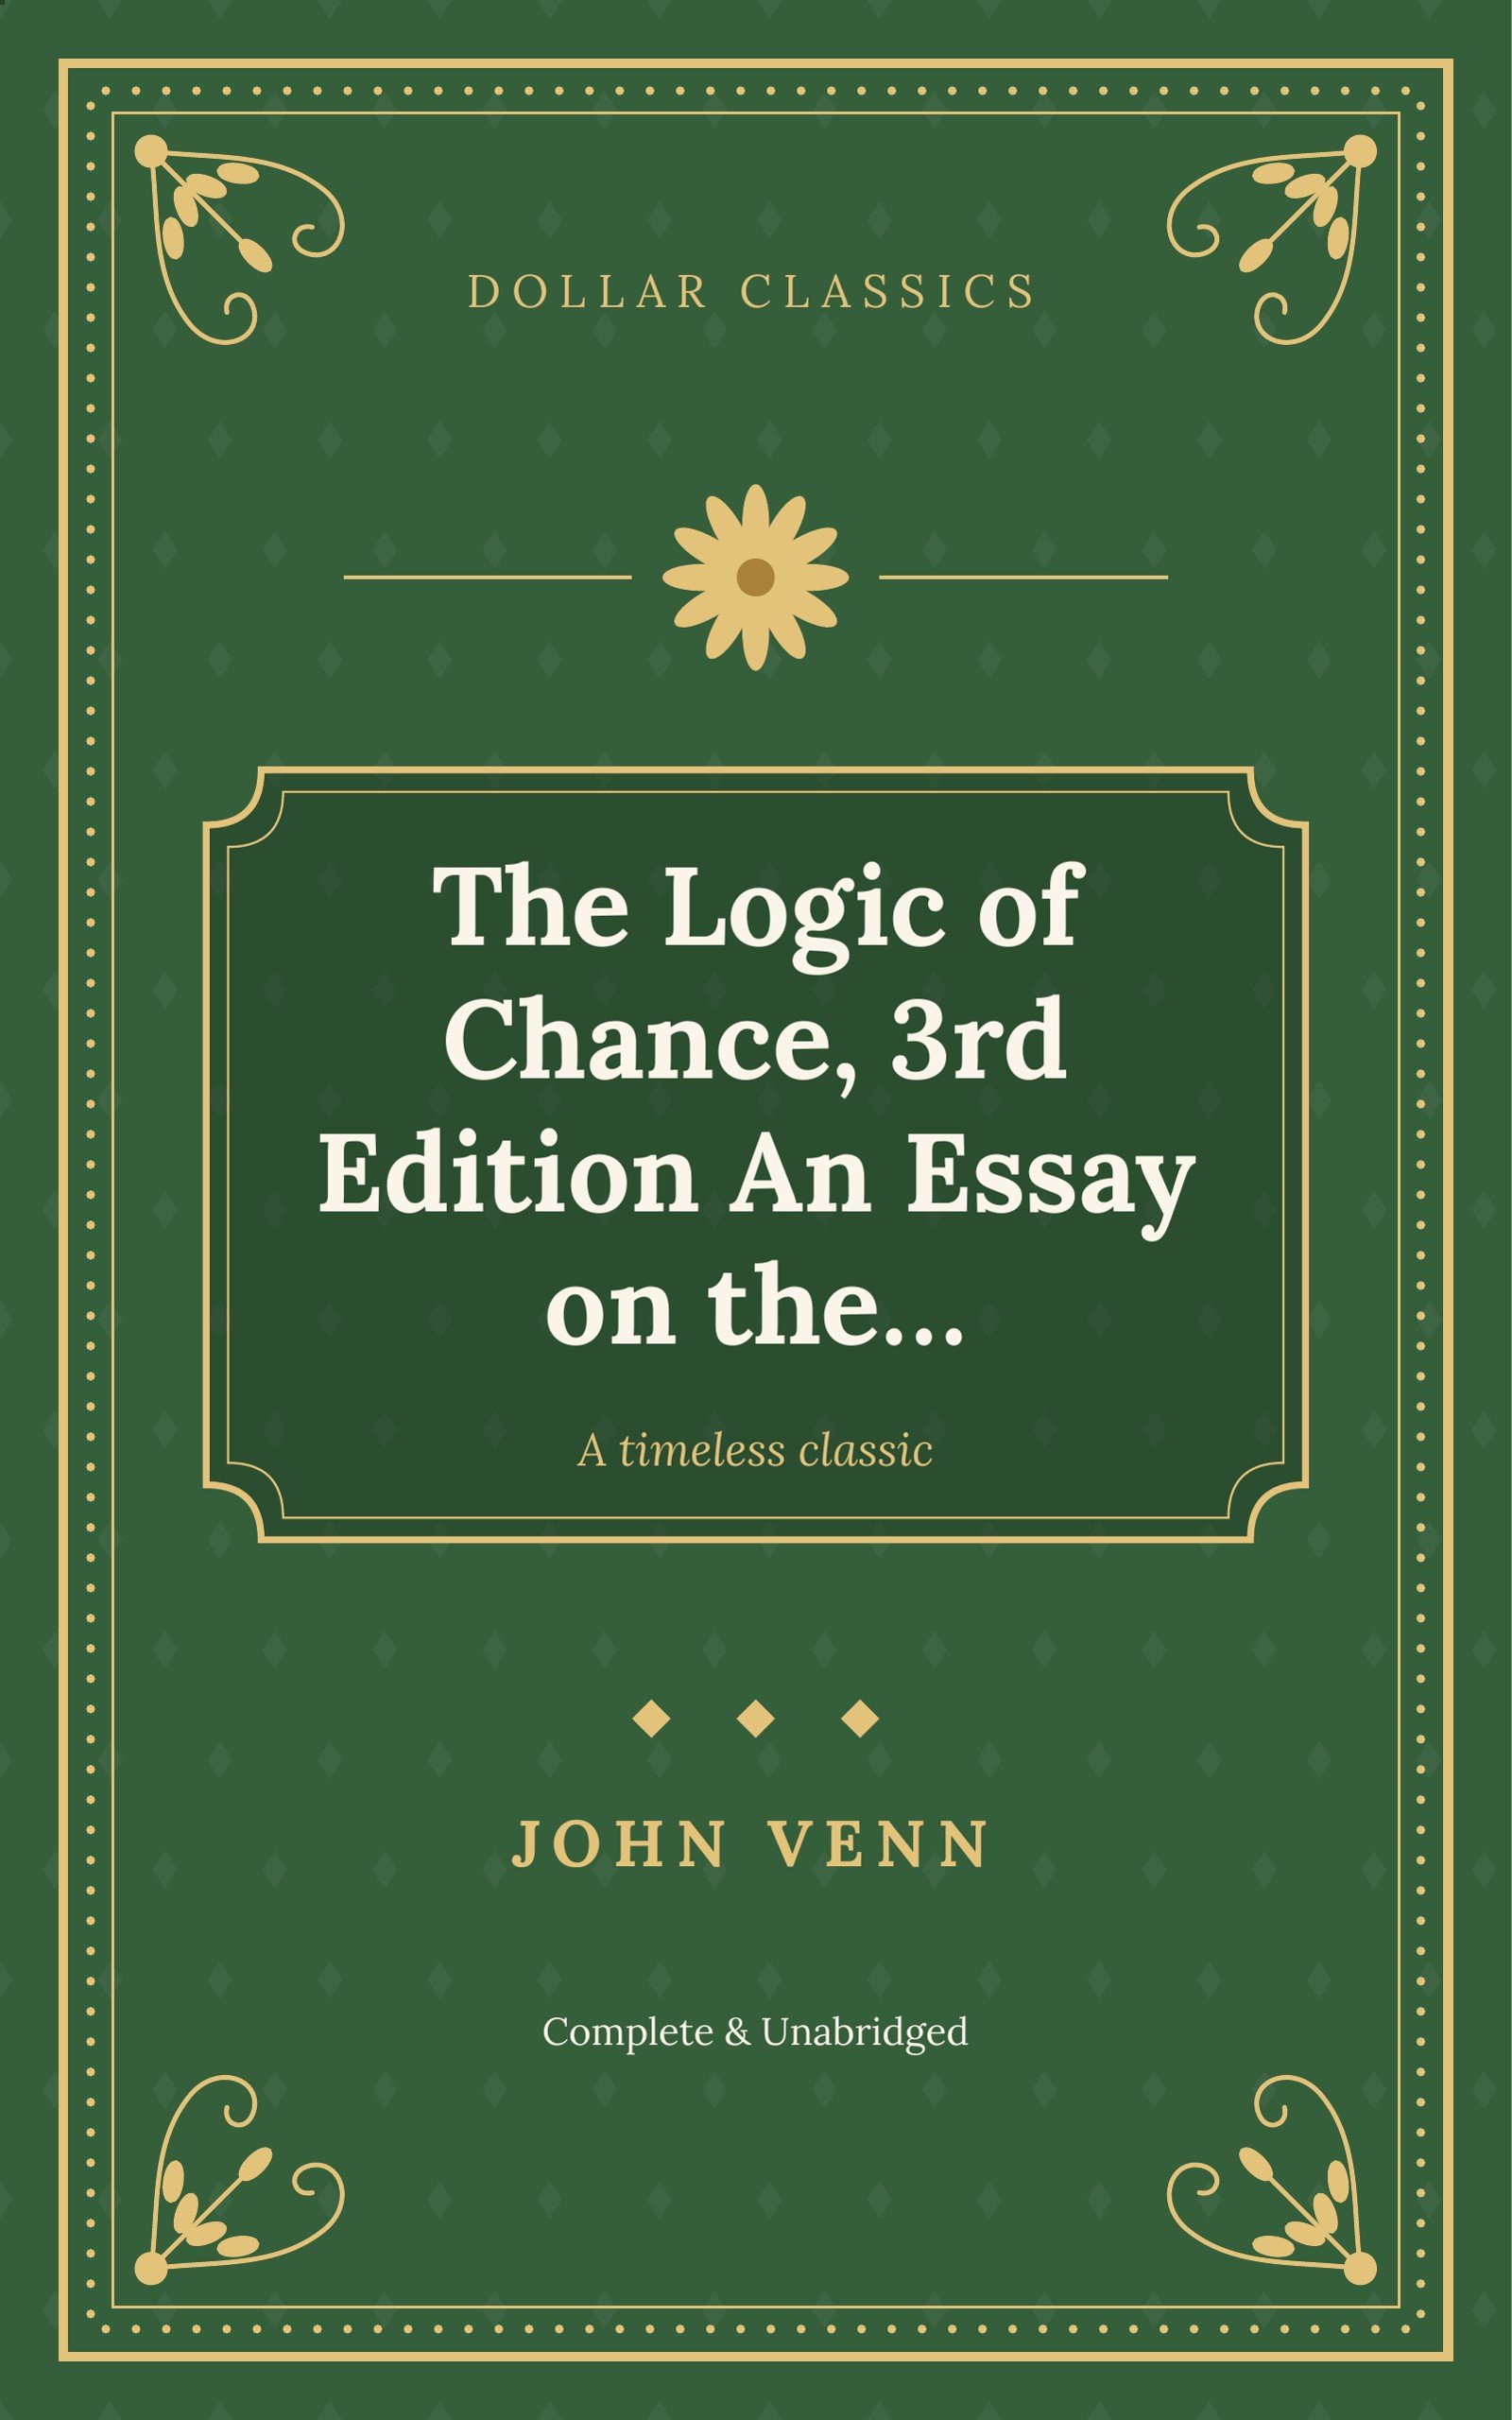 DOLLAR CLASSICS
The Logic of
Chance, 3rd
Edition An Essay
on the...
A timeless classic
JOHN VENN
Complete & Unabridged